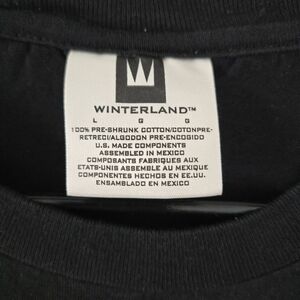 WINTERLAND™
L G G
100% PRE-SHRUNK COTTON/COTONPRE-
RETRECI/ALGODON PRE-ENCOGIDO
U.S. MADE COMPONENTS
ASSEMBLED IN MEXICO
COMPOSANTS FABRIQUES AUX
ETATS-UNIS ASSEMBLE AU MEXIQUE
COMPONENTES HECHOS EN EE.UU.
ENSAMBLADO EN MEXICO